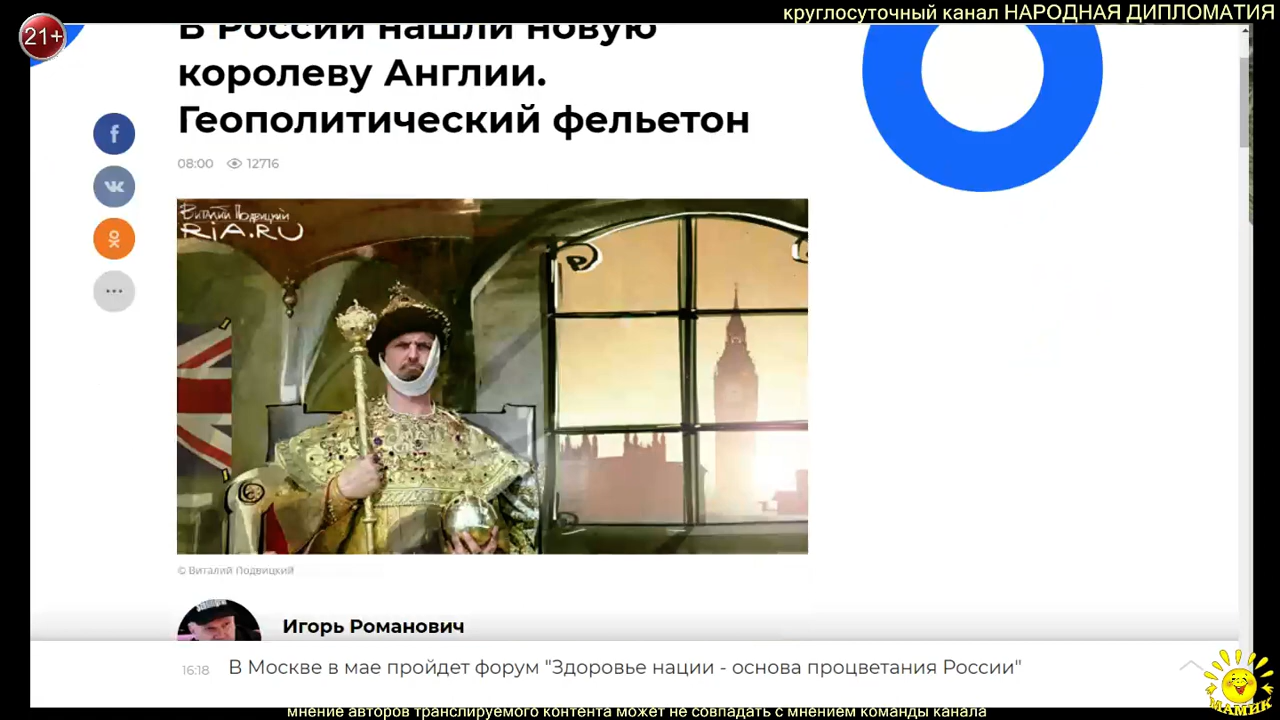 круглосуточный канал НАРОДНАЯ ДИПЛОМАТИЯ
21+
В России нашли новую
королеву Англии.
Геополитический фельетон
08:00 12716
Виталий Подвицкий
RIA.RU
© Виталий Подвицкий
Игорь Романович
16:18 В Москве в мае пройдет форум "Здоровье нации - основа процветания России"
МАМИК
мнение авторов транслируемого контента может не совпадать с мнением команды канала